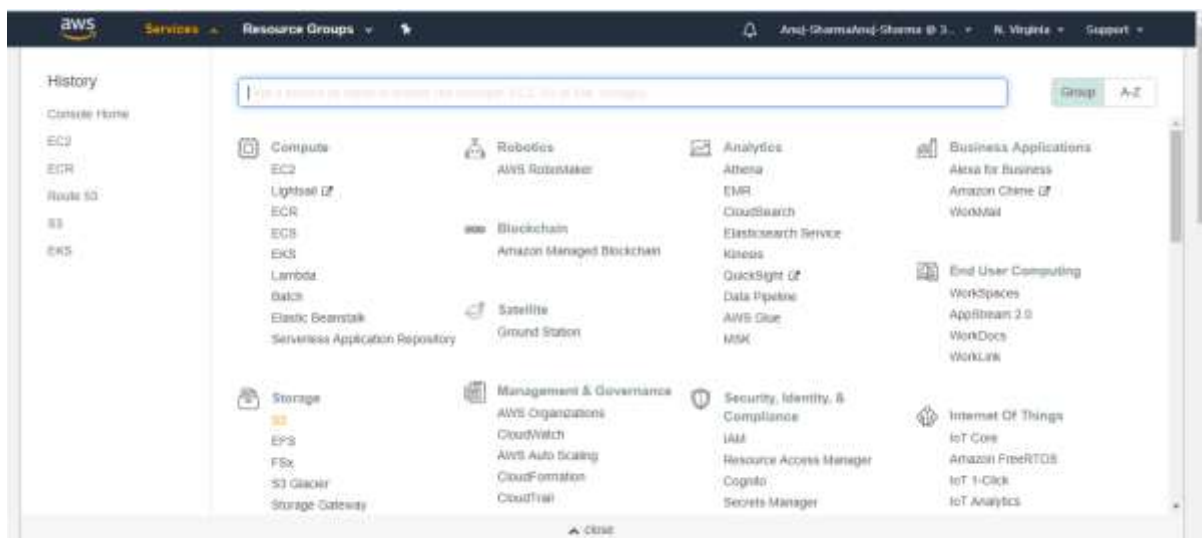 aws
Services
Resource Groups
N. Virginia
Support
History
Console Home
EC2
ECR
Route 53
S3
EKS
Group
A-Z
Compute
EC2
Lightsail
ECR
ECS
EKS
Lambda
Batch
Elastic Beanstalk
Serverless Application Repository
Storage
S3
EFS
FSx
S3 Glacier
Storage Gateway
Robotics
AWS RoboMaker
Blockchain
Amazon Managed Blockchain
Satellite
Ground Station
Management & Governance
AWS Organizations
CloudWatch
AWS Auto Scaling
CloudFormation
CloudTrail
Analytics
Athena
EMR
CloudSearch
Elasticsearch Service
Kinesis
QuickSight
Data Pipeline
AWS Glue
MSK
Security, Identity, &
Compliance
IAM
Resource Access Manager
Cognito
Secrets Manager
Business Applications
Alexa for Business
Amazon Chime
WorkMail
End User Computing
WorkSpaces
AppStream 2.0
WorkDocs
WorkLink
Internet Of Things
IoT Core
Amazon FreeRTOS
IoT 1-Click
IoT Analytics
close